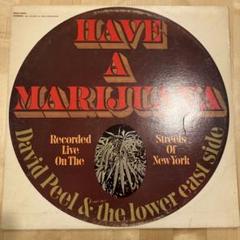 HAVE
A
MARIJUANA
Recorded
Live
On The
Streets Of
New York
David Peel & the lower east side